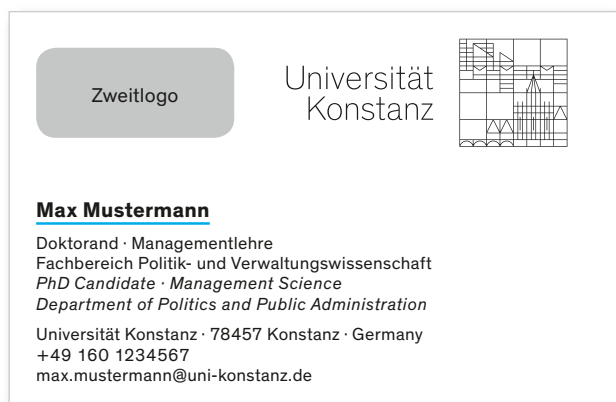 Zweitlogo
Universität
Konstanz
Max Mustermann
Doktorand · Managementlehre
Fachbereich Politik- und Verwaltungswissenschaft
PhD Candidate · Management Science
Department of Politics and Public Administration
Universität Konstanz · 78457 Konstanz · Germany
+49 160 1234567
max.mustermann@uni-konstanz.de